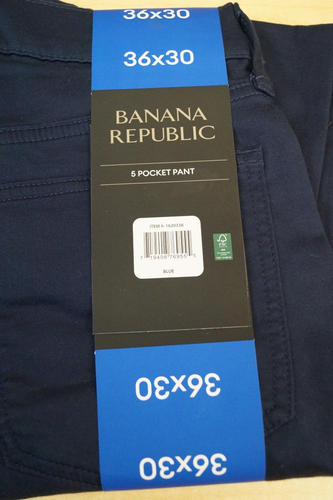 36x30
36x30
BANANA
REPUBLIC
5 POCKET PANT
BLUE
36x30
36x30